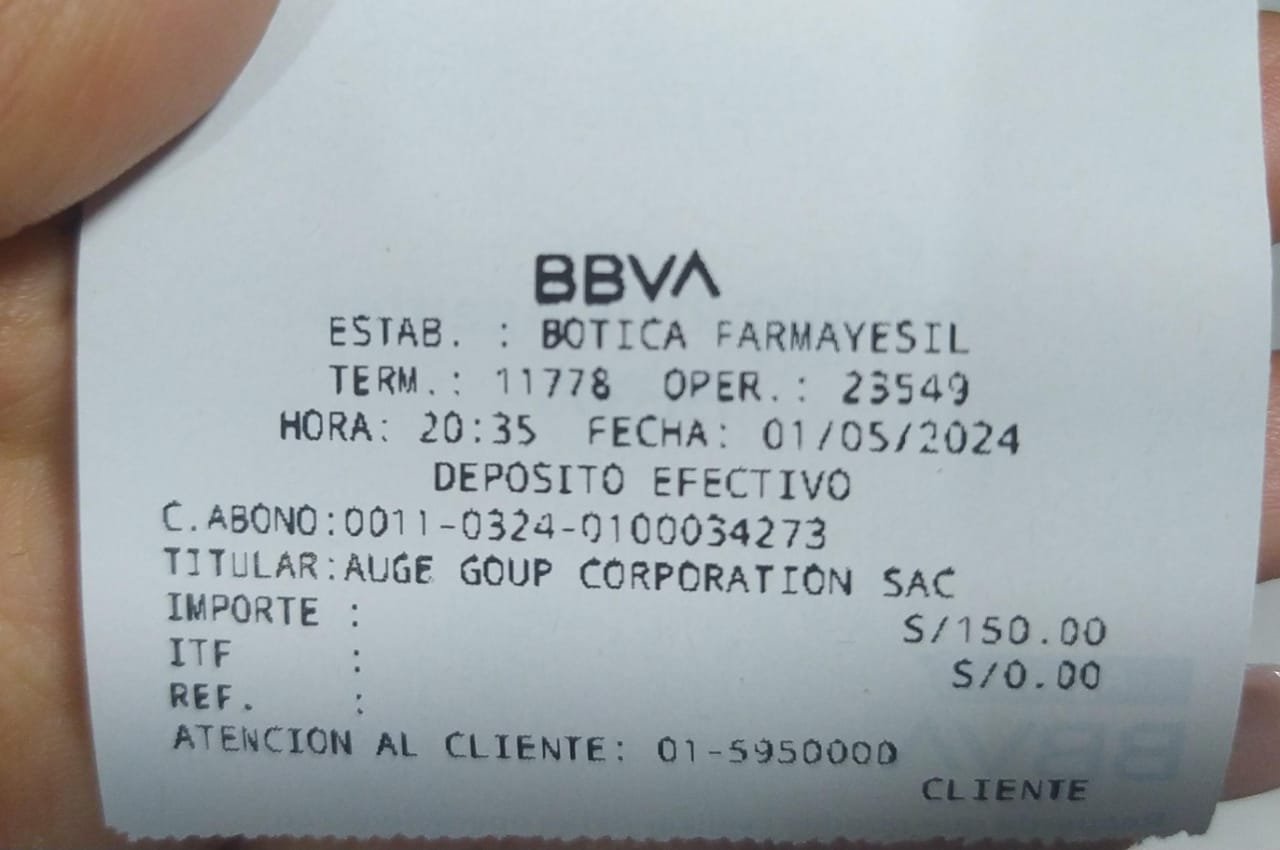 BBVA
ESTAB. : BOTICA FARMAYESIL
TERM.: 11778 OPER.: 23549
HORA: 20:35 FECHA: 01/05/2024
DEPOSITO EFECTIVO
C.ABONO:0011-0324-0100034273
TITULAR:AUGE GOUP CORPORATION SAC
IMPORTE : S/150.00
ITF : S/0.00
REF. :
ATENCION AL CLIENTE: 01-5950000
CLIENTE